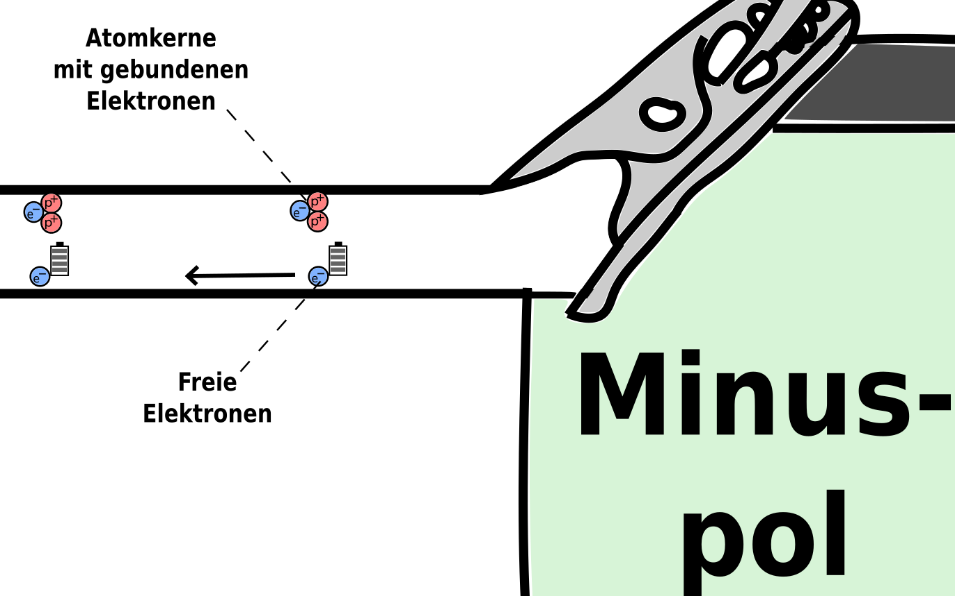 Atomkerne
mit gebundenen
Elektronen
p⁺
e⁻
p⁺
p⁺
e⁻
p⁺
e⁻
e⁻
Freie
Elektronen
Minus-
pol